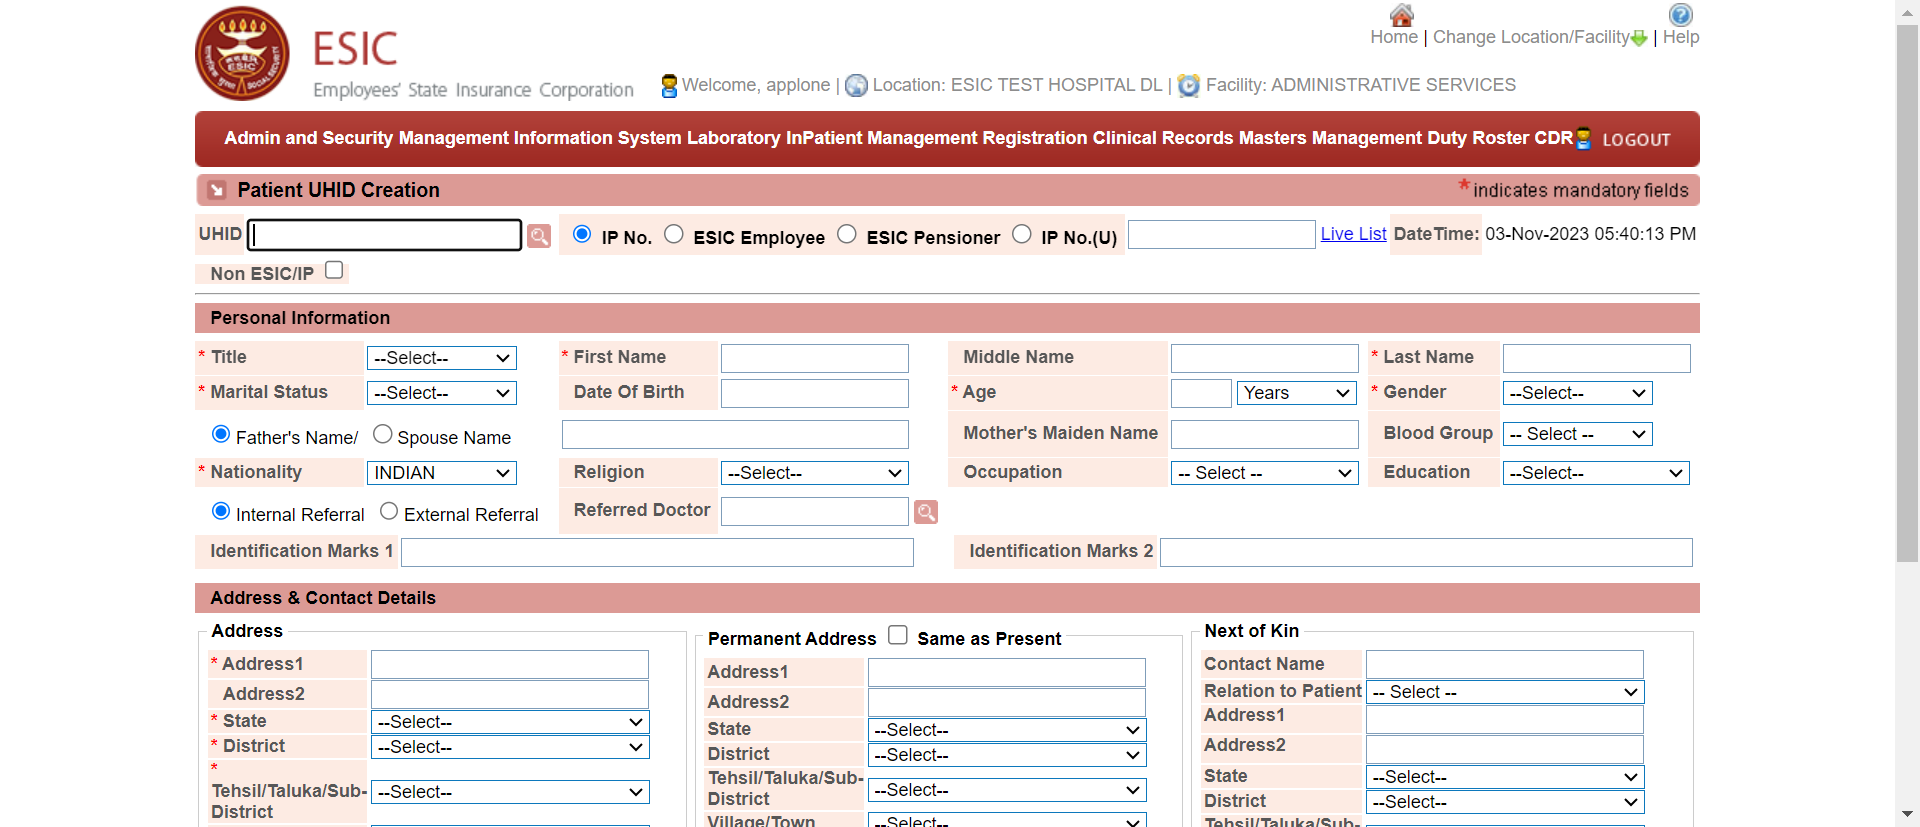 Home | Change Location/Facility | Help
ESIC
Employees' State Insurance Corporation
Welcome, applone | Location: ESIC TEST HOSPITAL DL | Facility: ADMINISTRATIVE SERVICES
Admin and Security Management Information System Laboratory InPatient Management Registration Clinical Records Masters Management Duty Roster CDR LOGOUT
Patient UHID Creation * indicates mandatory fields
UHID IP No. ESIC Employee ESIC Pensioner IP No.(U) Live List DateTime: 03-Nov-2023 05:40:13 PM
Non ESIC/IP
Personal Information
* Title --Select-- * First Name Middle Name * Last Name
* Marital Status --Select-- Date Of Birth * Age Years * Gender --Select--
Father's Name/ Spouse Name Mother's Maiden Name Blood Group -- Select --
* Nationality INDIAN Religion --Select-- Occupation -- Select -- Education --Select--
Internal Referral External Referral Referred Doctor
Identification Marks 1 Identification Marks 2
Address & Contact Details
Address
* Address1
Address2
* State --Select--
* District --Select--
*
Tehsil/Taluka/Sub-District --Select--
Permanent Address Same as Present
Address1
Address2
State --Select--
District --Select--
Tehsil/Taluka/Sub-District --Select--
Village/Town --Select--
Next of Kin
Contact Name
Relation to Patient -- Select --
Address1
Address2
State --Select--
District --Select--
Tehsil/Taluka/Sub-